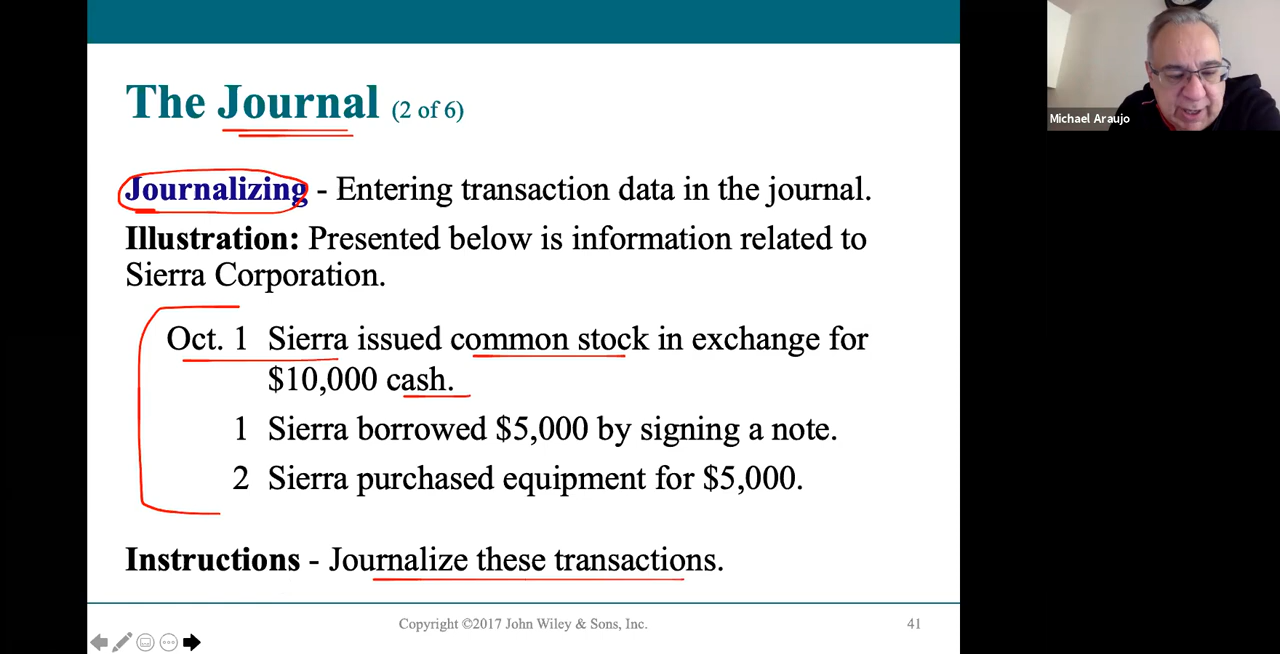 The Journal (2 of 6)
Journalizing - Entering transaction data in the journal.
Illustration: Presented below is information related to
Sierra Corporation.
Oct. 1 Sierra issued common stock in exchange for
$10,000 cash.
1 Sierra borrowed $5,000 by signing a note.
2 Sierra purchased equipment for $5,000.
Instructions - Journalize these transactions.
Copyright ©2017 John Wiley & Sons, Inc.
41
Michael Araujo